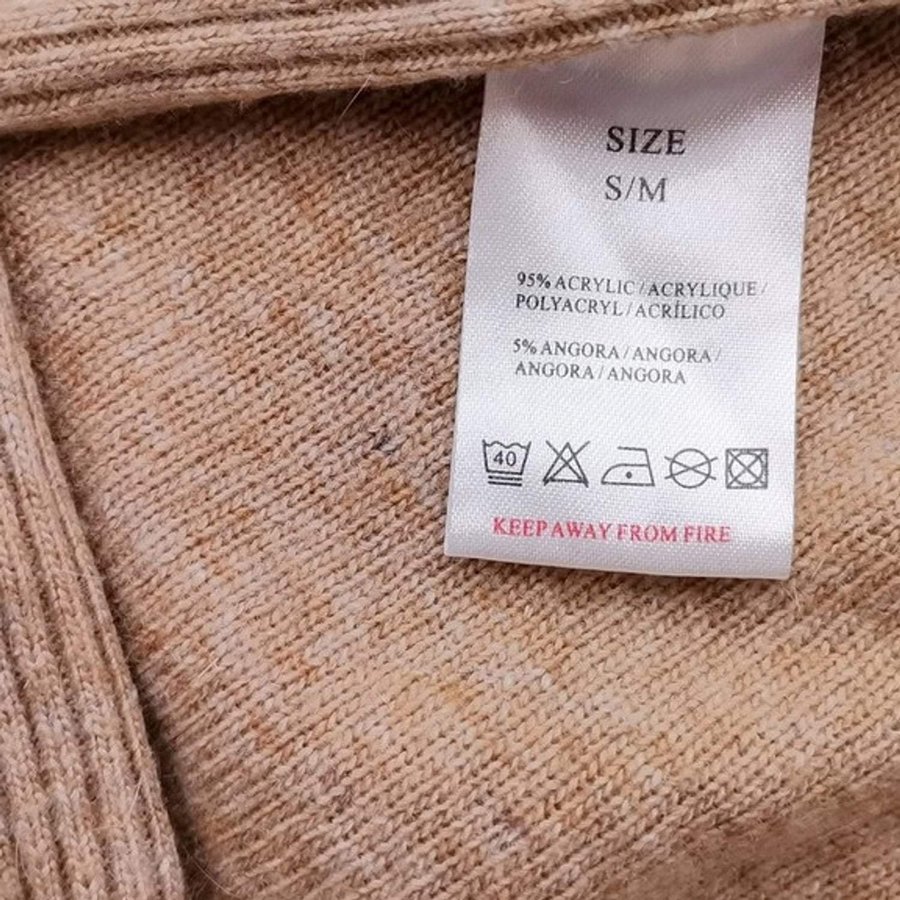 SIZE
S/M
95% ACRYLIC / ACRYLIQUE /
POLYACRYL / ACRÍLICO
5% ANGORA / ANGORA /
ANGORA / ANGORA
40
KEEP AWAY FROM FIRE